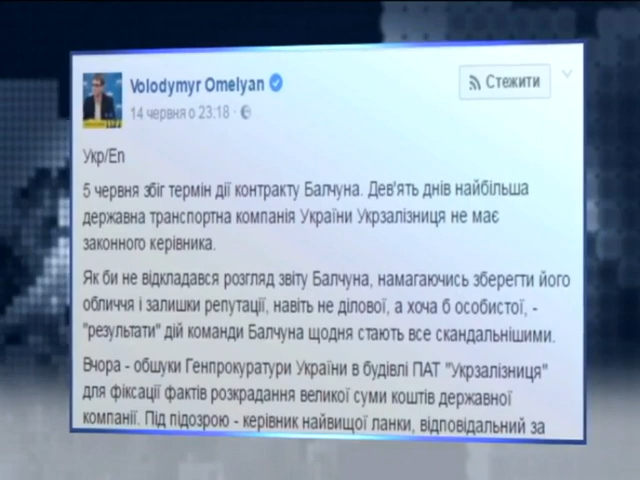 Volodymyr Omelyan
Стежити
14 червня о 23:18 ·
Укр/En
5 червня збіг термін дії контракту Балчуна. Дев'ять днів найбільша
державна транспортна компанія України Укрзалізниця не має
законного керівника.
Як би не відкладався розгляд звіту Балчуна, намагаючись зберегти його
обличчя і залишки репутації, навіть не ділової, а хоча б особистої, -
"результати" дій команди Балчуна щодня стають все скандальнішими.
Вчора - обшуки Генпрокуратури України в будівлі ПАТ "Укрзалізниця"
для фіксації фактів розкрадання великої суми коштів державної
компанії. Під підозрою - керівник найвищої ланки, відповідальний за